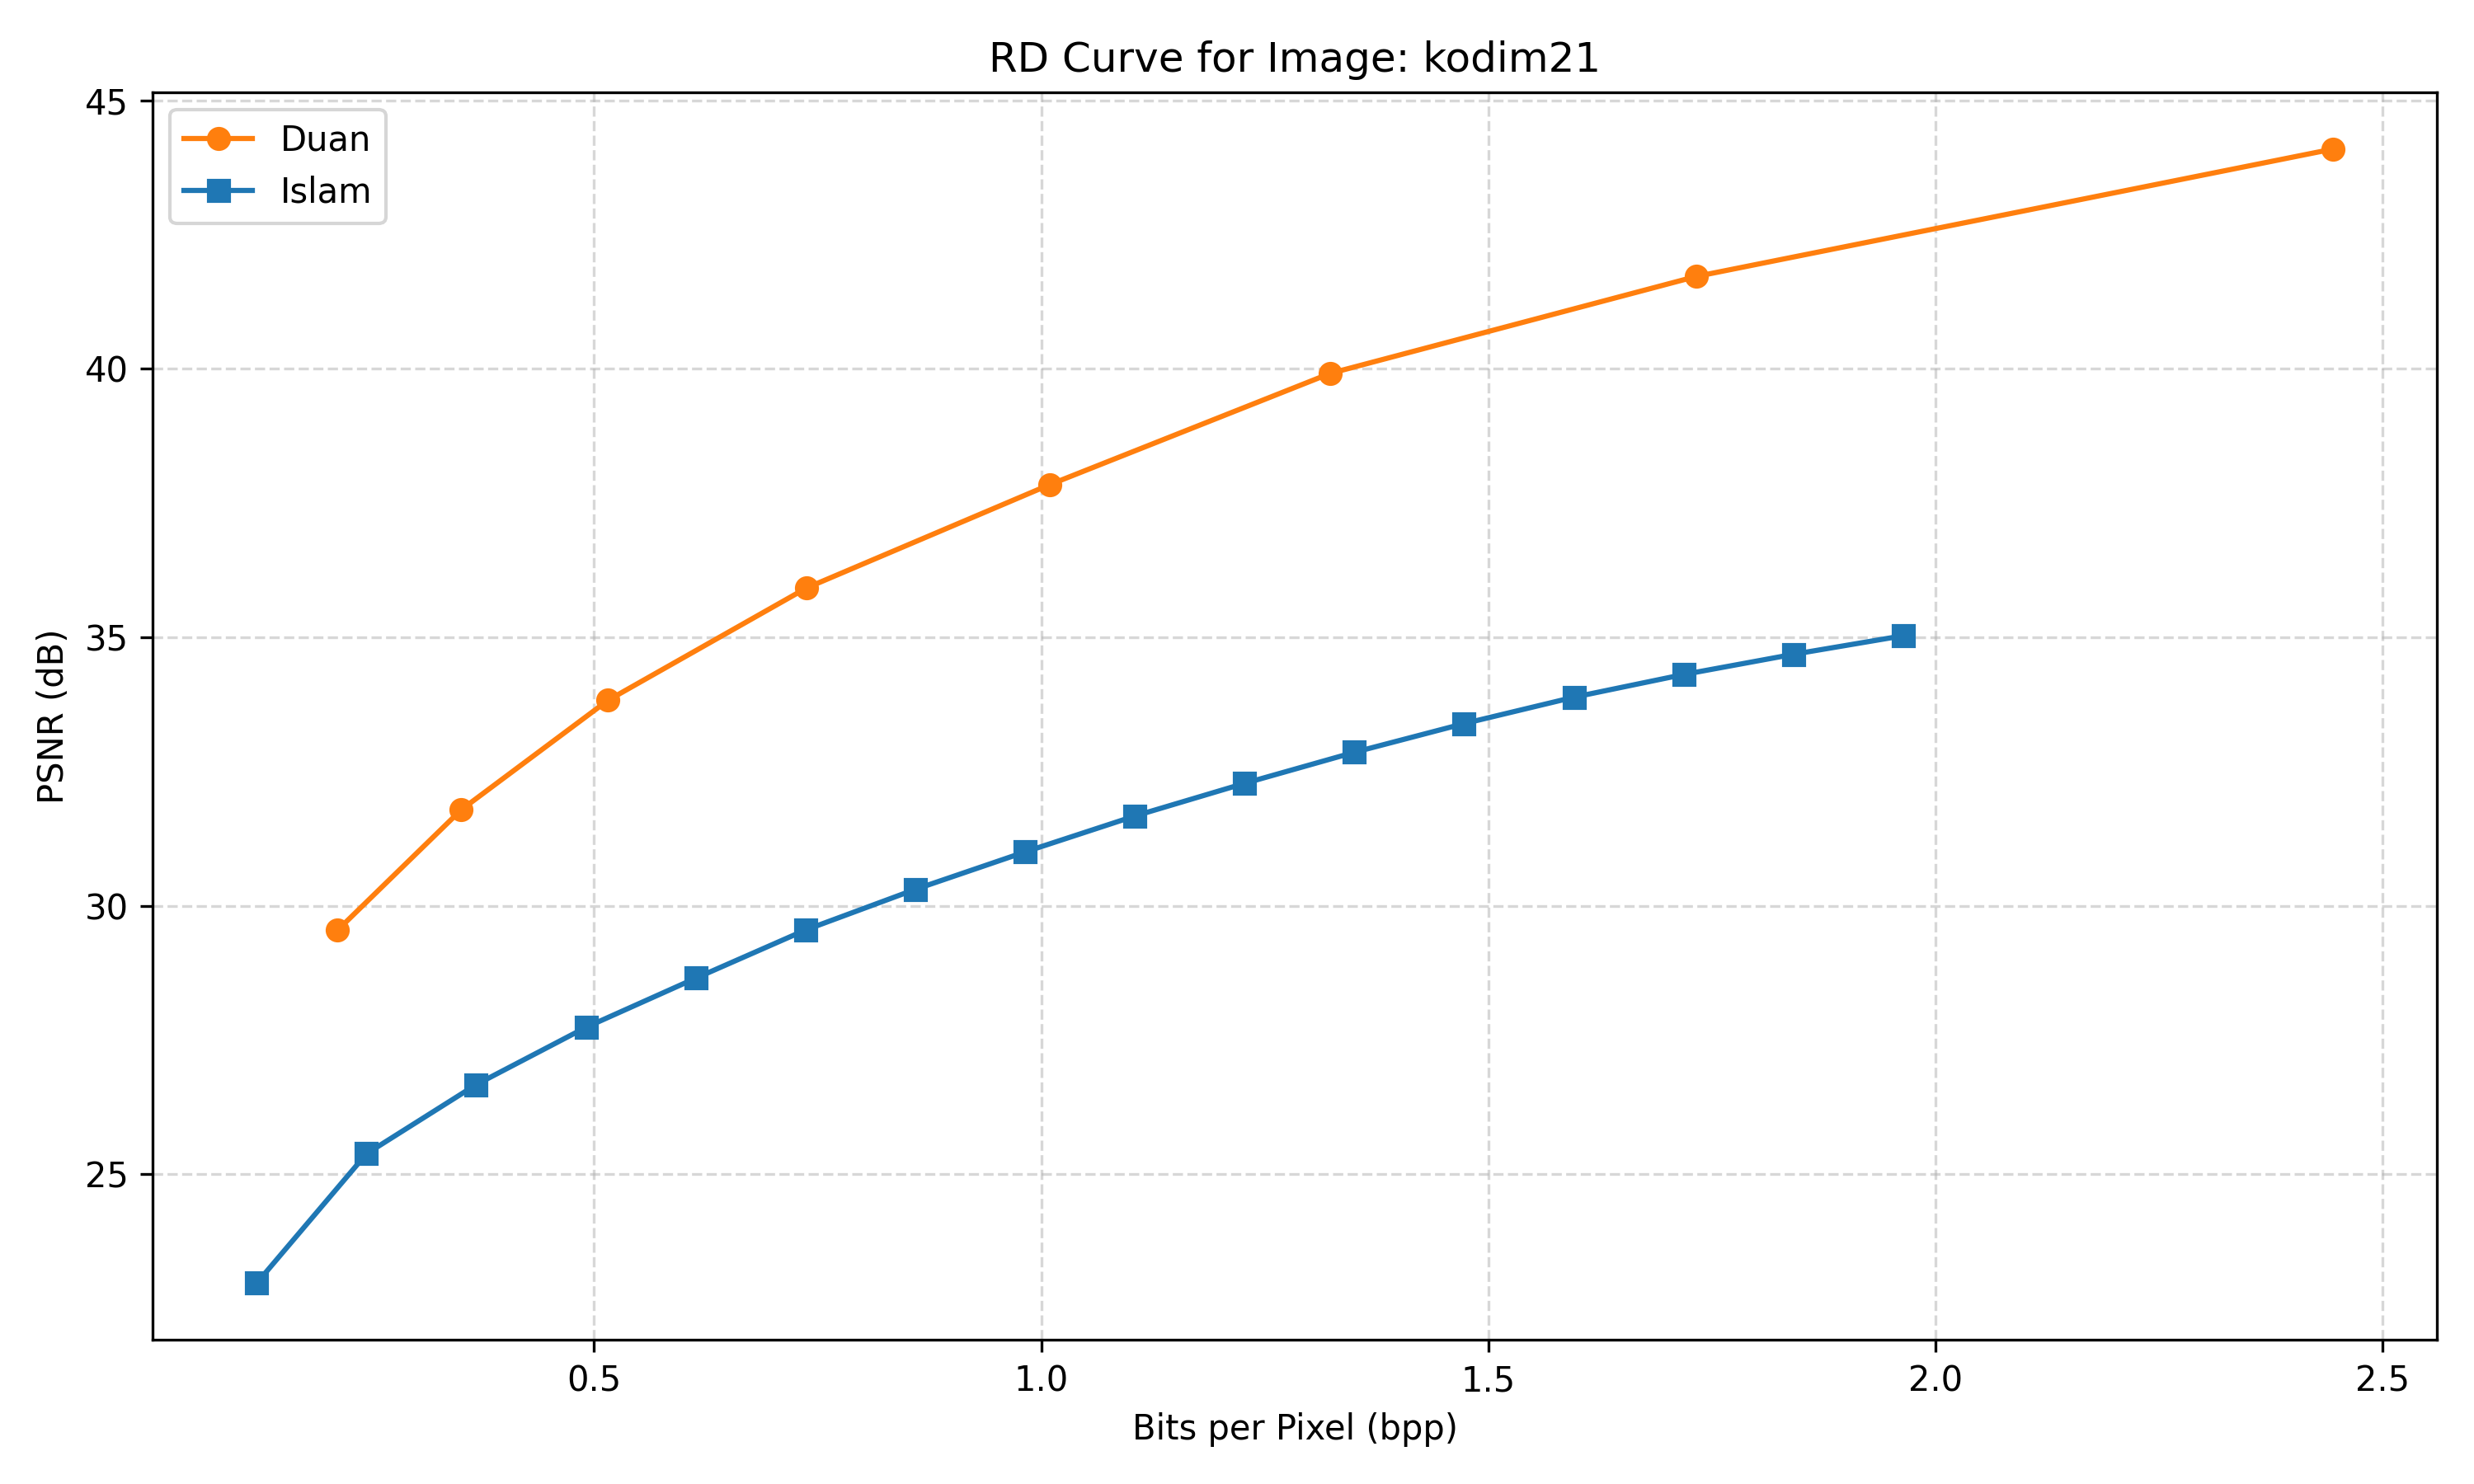 RD Curve for Image: kodim21
Duan
Islam
PSNR (dB)
45
40
35
30
25
0.5 1.0 1.5 2.0 2.5
Bits per Pixel (bpp)